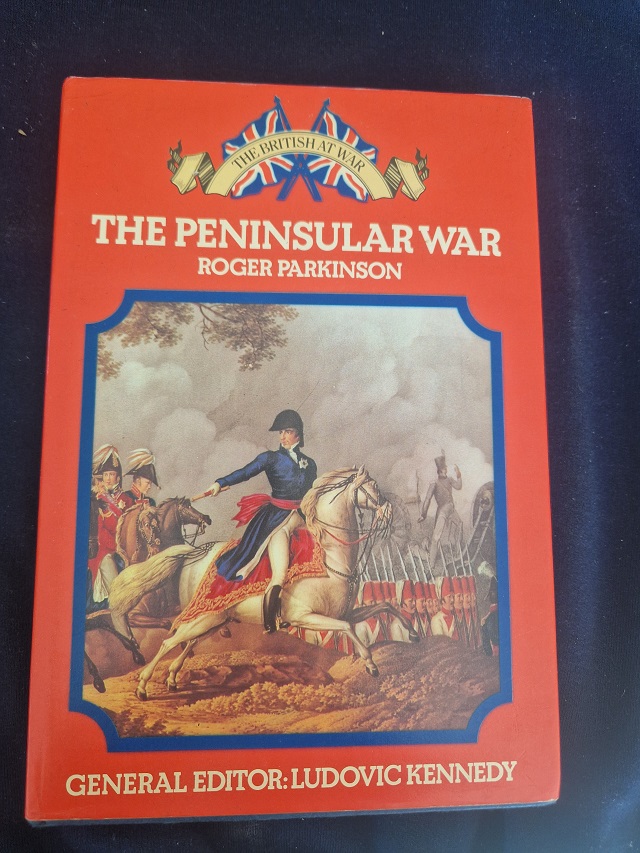 THE BRITISH AT WAR
THE PENINSULAR WAR
ROGER PARKINSON
GENERAL EDITOR: LUDOVIC KENNEDY